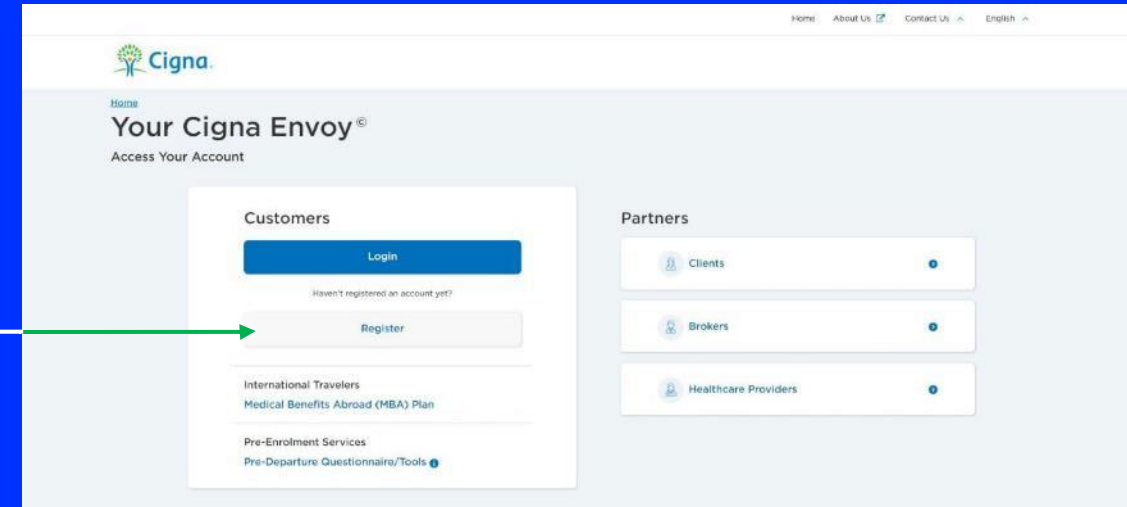 Home About Us Contact Us English
Cigna.
Home
Your Cigna Envoy©
Access Your Account
Customers
Login
Haven't registered an account yet?
Register
International Travelers
Medical Benefits Abroad (MBA) Plan
Pre-Enrolment Services
Pre-Departure Questionnaire/Tools
Partners
Clients
Brokers
Healthcare Providers